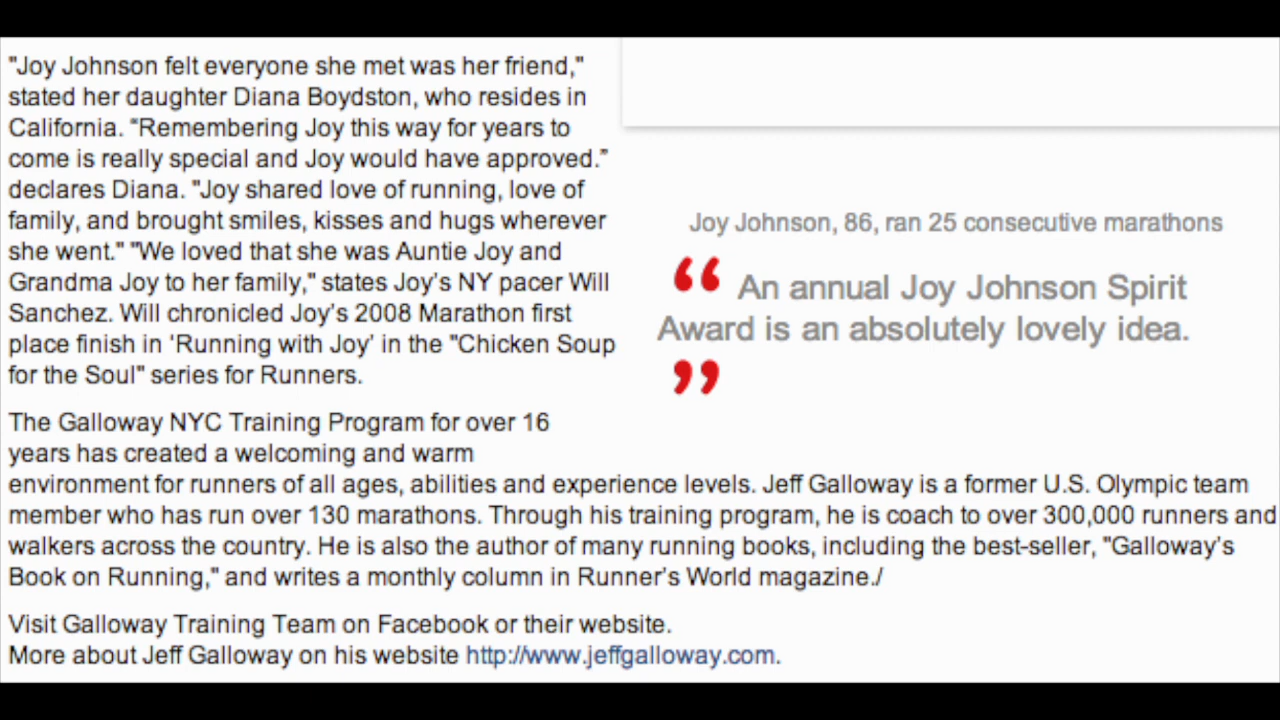 "Joy Johnson felt everyone she met was her friend,"
stated her daughter Diana Boydston, who resides in
California. “Remembering Joy this way for years to
come is really special and Joy would have approved.”
declares Diana. "Joy shared love of running, love of
family, and brought smiles, kisses and hugs wherever
she went." "We loved that she was Auntie Joy and
Grandma Joy to her family," states Joy’s NY pacer Will
Sanchez. Will chronicled Joy’s 2008 Marathon first
place finish in ‘Running with Joy’ in the "Chicken Soup
for the Soul" series for Runners.
Joy Johnson, 86, ran 25 consecutive marathons
“ An annual Joy Johnson Spirit
Award is an absolutely lovely idea.
”
The Galloway NYC Training Program for over 16
years has created a welcoming and warm
environment for runners of all ages, abilities and experience levels. Jeff Galloway is a former U.S. Olympic team
member who has run over 130 marathons. Through his training program, he is coach to over 300,000 runners and
walkers across the country. He is also the author of many running books, including the best-seller, "Galloway’s
Book on Running," and writes a monthly column in Runner’s World magazine./
Visit Galloway Training Team on Facebook or their website.
More about Jeff Galloway on his website http://www.jeffgalloway.com.